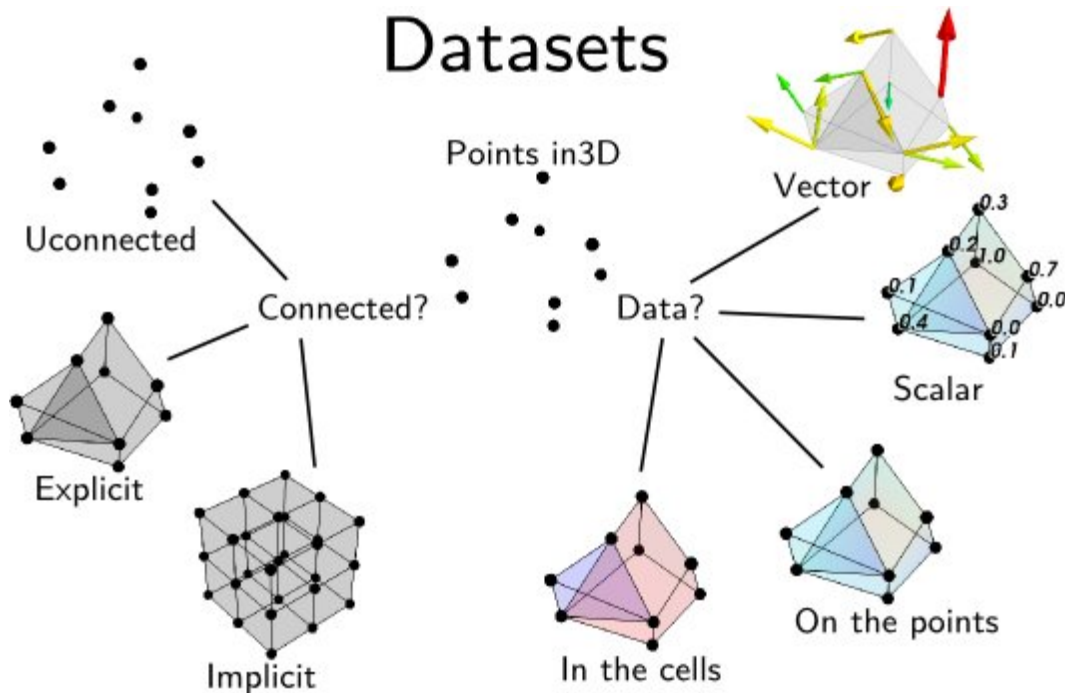 Datasets
Points in3D
Vector
Uconnected
0.3
0.2
1.0
0.7
0.1
0.0
Connected?
Data?
0.4
0.0
0.1
Scalar
Explicit
On the points
In the cells
Implicit